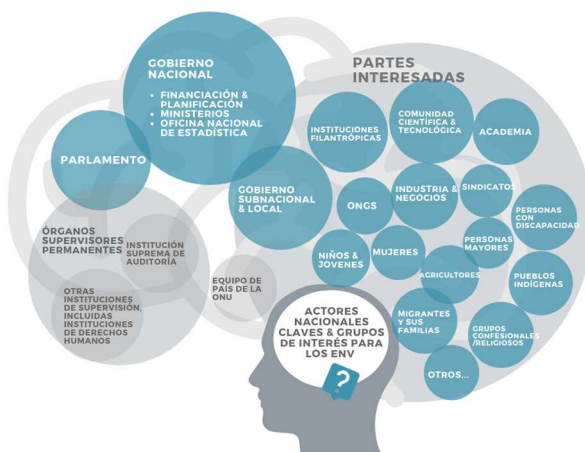 GOBIERNO
NACIONAL
• FINANCIACIÓN &
PLANIFICACIÓN
• MINISTERIOS
• OFICINA NACIONAL
DE ESTADÍSTICA
PARLAMENTO
GOBIERNO
SUBNACIONAL
& LOCAL
ÓRGANOS
SUPERVISORES
PERMANENTES
INSTITUCIÓN
SUPREMA DE
AUDITORÍA
OTRAS
INSTITUCIONES
DE SUPERVISIÓN,
INCLUIDAS
INSTITUCIONES
DE DERECHOS
HUMANOS
EQUIPO DE
PAÍS DE LA
ONU
PARTES
INTERESADAS
INSTITUCIONES
FILANTRÓPICAS
COMUNIDAD
CIENTÍFICA &
TECNOLÓGICA
ACADEMIA
ONGS
INDUSTRIA &
NEGOCIOS
SINDICATOS
PERSONAS
CON
DISCAPACIDAD
NIÑOS &
JÓVENES
MUJERES
PERSONAS
MAYORES
AGRICULTORES
PUEBLOS
INDÍGENAS
MIGRANTES
Y SUS
FAMILIAS
GRUPOS
CONFESIONALES
/RELIGIOSOS
OTROS...
ACTORES
NACIONALES
CLAVES & GRUPOS
DE INTERÉS PARA
LOS ENV
?